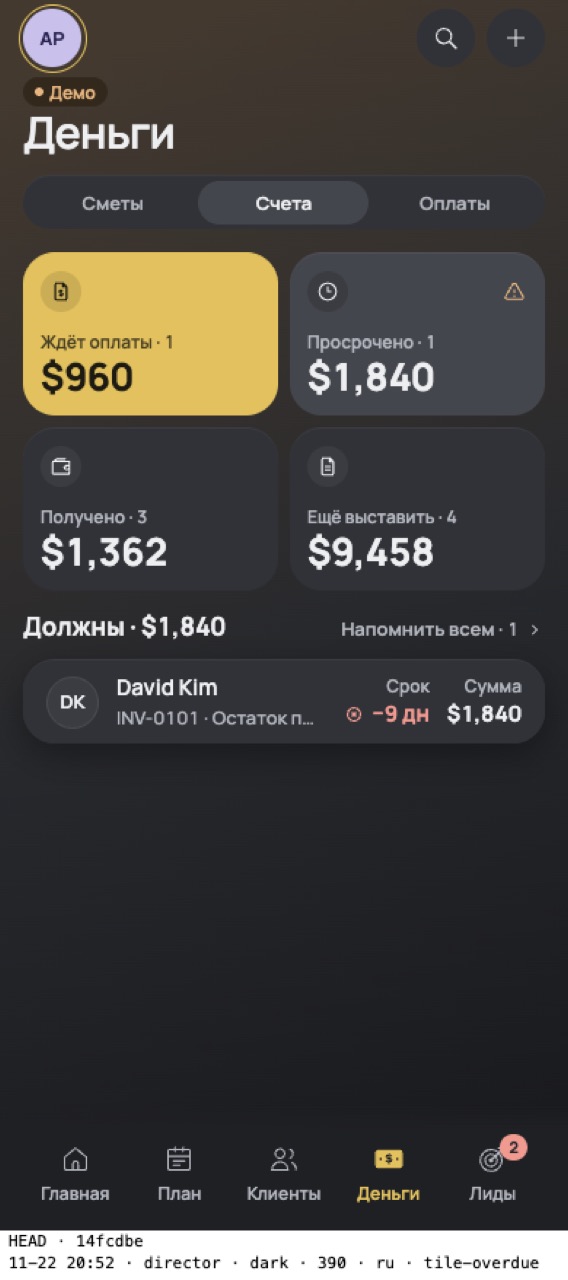 AP
Демо
Деньги
Сметы Счета Оплаты
Ждёт оплаты · 1
$960
Просрочено · 1
$1,840
Получено · 3
$1,362
Ещё выставить · 4
$9,458
Должны · $1,840
Напомнить всем · 1
DK
David Kim
INV-0101 · Остаток п...
Срок
−9 дн
Сумма
$1,840
2
Главная План Клиенты Деньги Лиды
HEAD · 14fcdbe
11-22 20:52 · director · dark · 390 · ru · tile-overdue